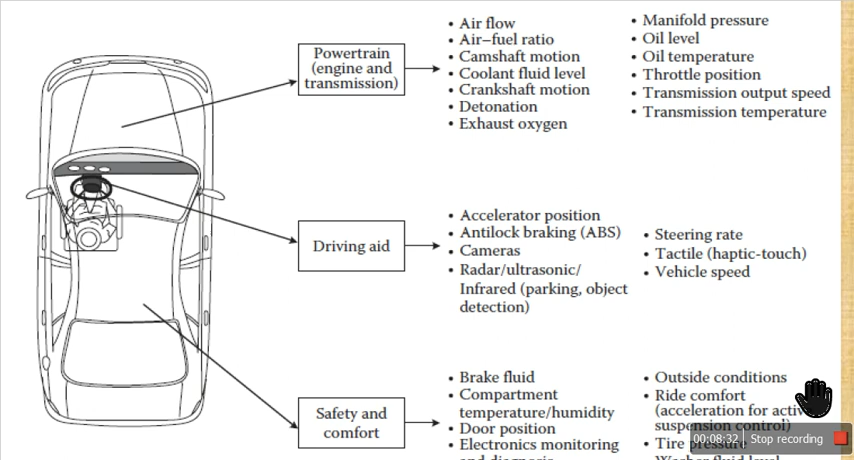 Powertrain
(engine and
transmission)
• Air flow
• Air–fuel ratio
• Camshaft motion
• Coolant fluid level
• Crankshaft motion
• Detonation
• Exhaust oxygen
• Manifold pressure
• Oil level
• Oil temperature
• Throttle position
• Transmission output speed
• Transmission temperature
Driving aid
• Accelerator position
• Antilock braking (ABS)
• Cameras
• Radar/ultrasonic/
Infrared (parking, object
detection)
• Steering rate
• Tactile (haptic-touch)
• Vehicle speed
Safety and
comfort
• Brake fluid
• Compartment
temperature/humidity
• Door position
• Electronics monitoring
• Outside conditions
• Ride comfort
(acceleration for
suspension control)
• Tire pressure
00:08:32 Stop recording